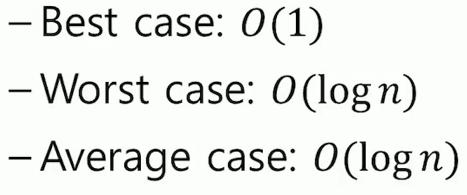 – Best case: O(1)
– Worst case: O(log n)
– Average case: O(log n)